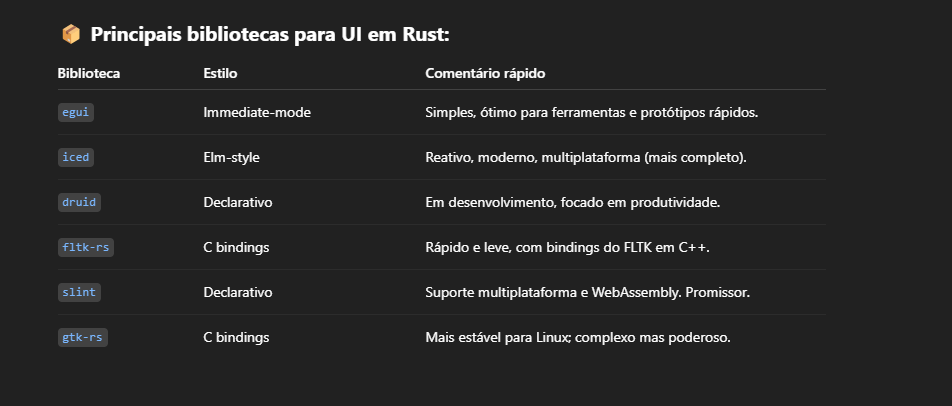 📦 Principais bibliotecas para UI em Rust:
Biblioteca Estilo Comentário rápido
egui Immediate-mode Simples, ótimo para ferramentas e protótipos rápidos.
iced Elm-style Reativo, moderno, multiplataforma (mais completo).
druid Declarativo Em desenvolvimento, focado em produtividade.
fltk-rs C bindings Rápido e leve, com bindings do FLTK em C++.
slint Declarativo Suporte multiplataforma e WebAssembly. Promissor.
gtk-rs C bindings Mais estável para Linux; complexo mas poderoso.